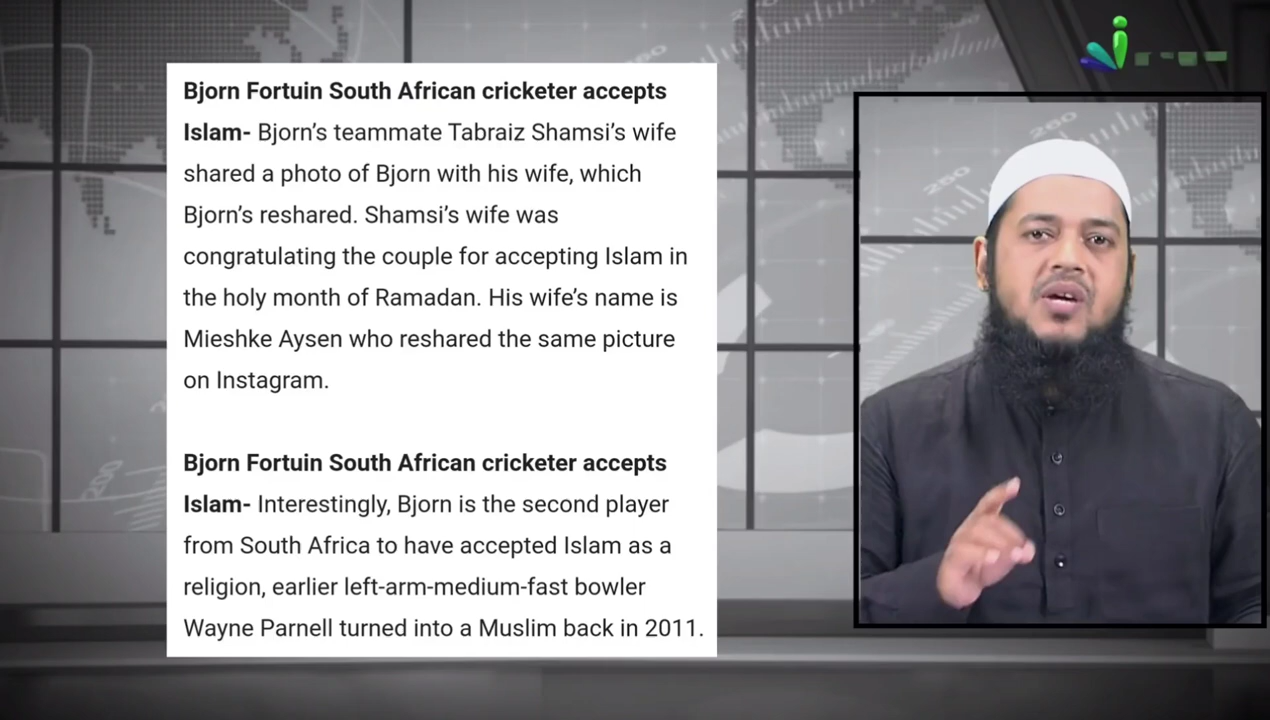 Bjorn Fortuin South African cricketer accepts
Islam- Bjorn’s teammate Tabraiz Shamsi’s wife
shared a photo of Bjorn with his wife, which
Bjorn’s reshared. Shamsi’s wife was
congratulating the couple for accepting Islam in
the holy month of Ramadan. His wife’s name is
Mieshke Aysen who reshared the same picture
on Instagram.
Bjorn Fortuin South African cricketer accepts
Islam- Interestingly, Bjorn is the second player
from South Africa to have accepted Islam as a
religion, earlier left-arm-medium-fast bowler
Wayne Parnell turned into a Muslim back in 2011.
260
260
200